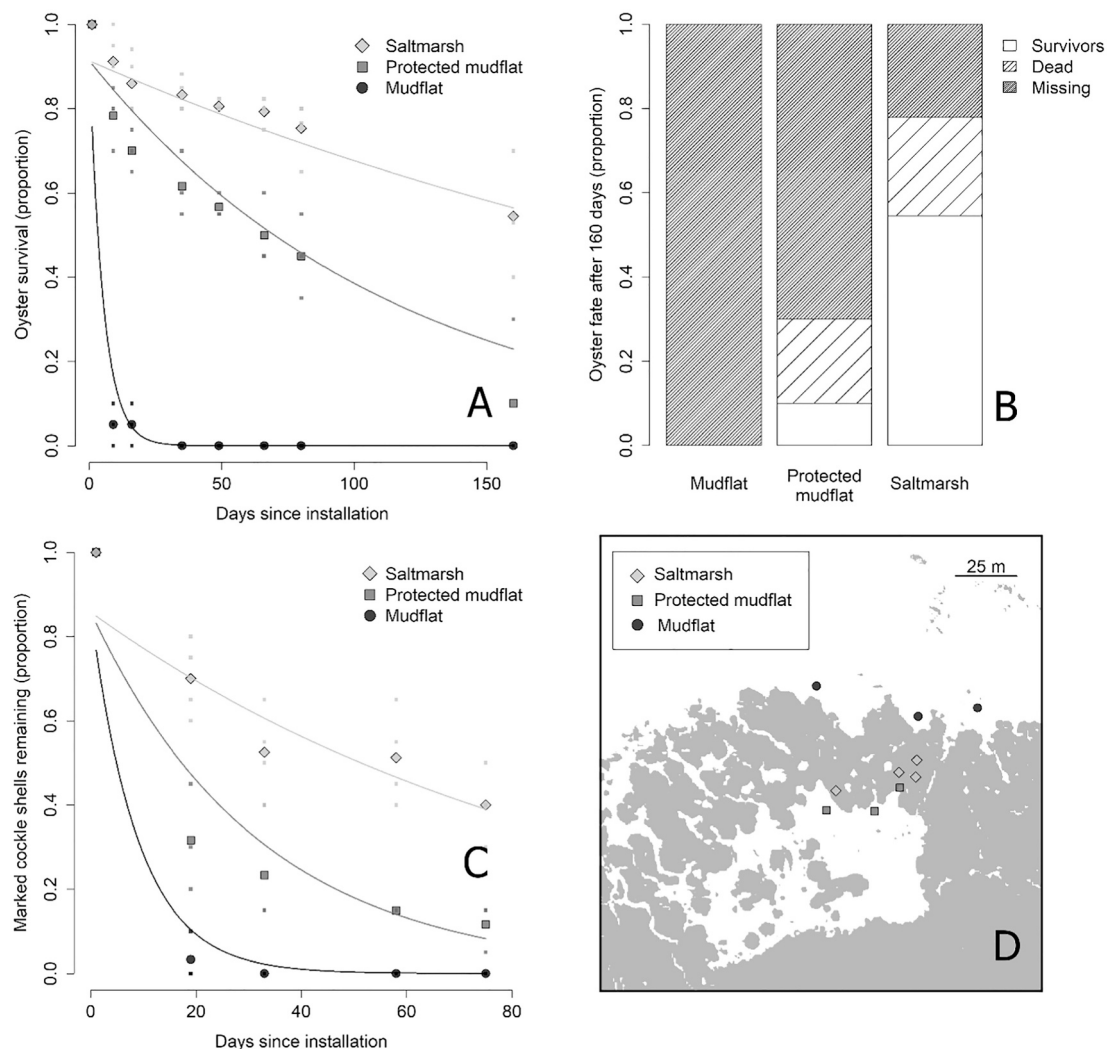 Oyster survival (proportion)
0.0 0.2 0.4 0.6 0.8 1.0
Saltmarsh
Protected mudflat
Mudflat
A
0 50 100 150
Days since installation
Oyster fate after 160 days (proportion)
0.0 0.2 0.4 0.6 0.8 1.0
Survivors
Dead
Missing
B
Mudflat
Protected
mudflat
Saltmarsh
Marked cockle shells remaining (proportion)
0.0 0.2 0.4 0.6 0.8 1.0
Saltmarsh
Protected mudflat
Mudflat
C
0 20 40 60 80
Days since installation
Saltmarsh
Protected mudflat
Mudflat
25 m
D